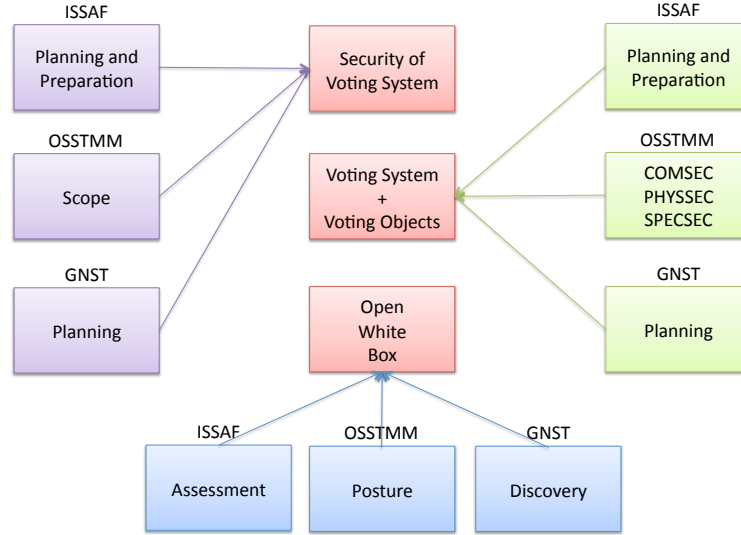 ISSAF
Planning and
Preparation
OSSTMM
Scope
GNST
Planning
Security of
Voting System
Voting System
+
Voting Objects
Open
White
Box
ISSAF
Planning and
Preparation
OSSTMM
COMSEC
PHYSSEC
SPECSEC
GNST
Planning
ISSAF
Assessment
OSSTMM
Posture
GNST
Discovery